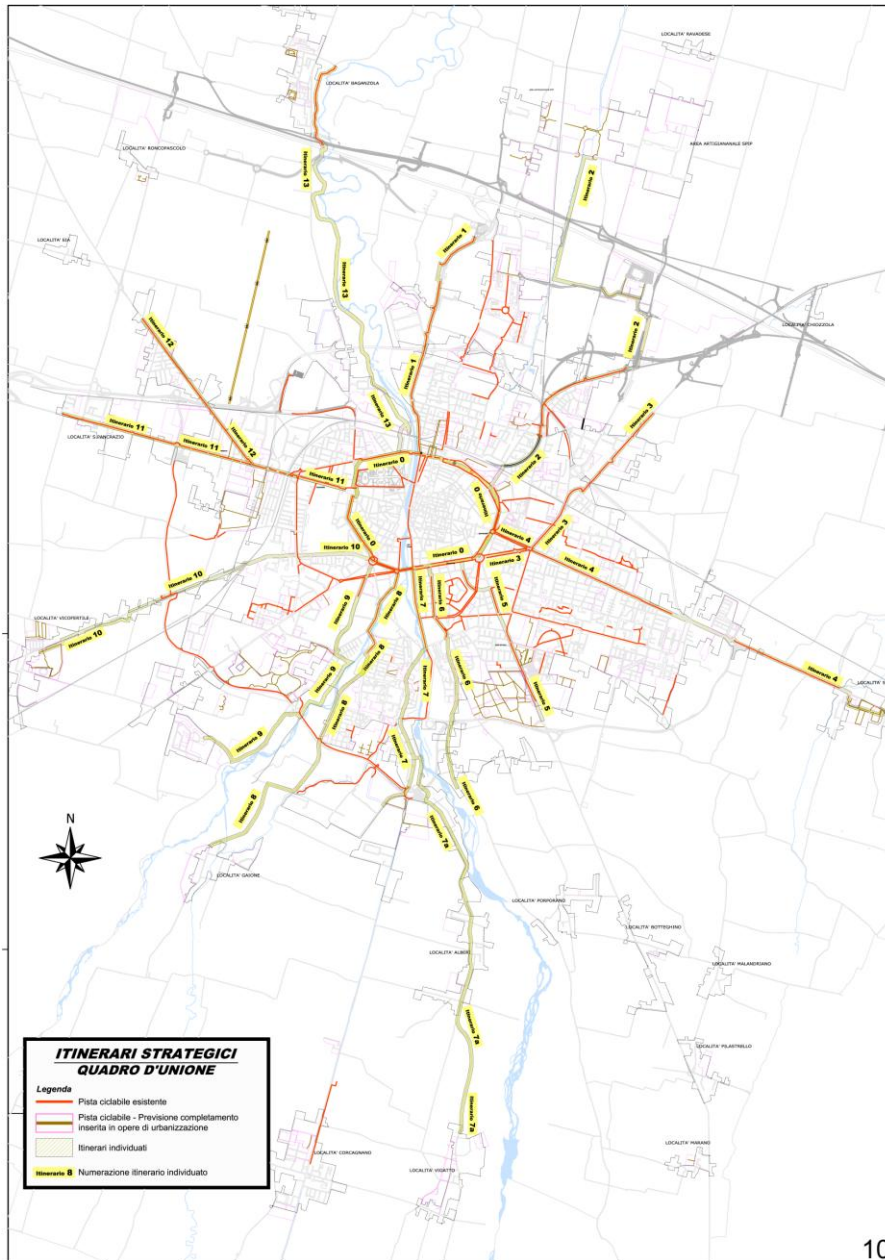 LOCALITA' RAVADESE
LOCALITA' BAGANZOLA
AREA ARTIGIANANALE SPIP
LOCALITA' RONCOPASCOLO
Itinerario 13
Itinerario 2
Itinerario 1
LOCALITA' EIA
Itinerario 13
LOCALITA' CHIOZZOLA
Itinerario 12
Itinerario 2
Itinerario 1
Itinerario 3
Itinerario 13
LOCALITA' S.PANCRAZIO
Itinerario 11
Itinerario 12
Itinerario 11
Itinerario 0
Itinerario 2
Itinerario 11
Itinerario 0
Itinerario 4
Itinerario 3
Itinerario 0
Itinerario 10
Itinerario 0
Itinerario 3
Itinerario 4
Itinerario 10
Itinerario 9
Itinerario 8
Itinerario 7
Itinerario 6
Itinerario 5
LOCALITA' VICOFERTILE
Itinerario 10
Itinerario 8
Itinerario 9
Itinerario 7
Itinerario 6
Itinerario 4
Itinerario 8
Itinerario 5
Itinerario 9
Itinerario 7
Itinerario 8
Itinerario 6
N
Itinerario 7a
LOCALITA' GAIONE
LOCALITA' PORPORANO
LOCALITA' BOTTEGHINO
LOCALITA' ALBERI
LOCALITA' MALANDRIANO
Itinerario 7a
LOCALITA' PILASTRELLO
ITINERARI STRATEGICI
QUADRO D'UNIONE
Legenda
Pista ciclabile esistente
Pista ciclabile - Previsione completamento
inserita in opere di urbanizzazione
Itinerari individuati
Itinerario 8 Numerazione itinerario individuato
Itinerario 7a
LOCALITA' MARANO
LOCALITA' CORCAGNANO
LOCALITA' VIGATTO
10